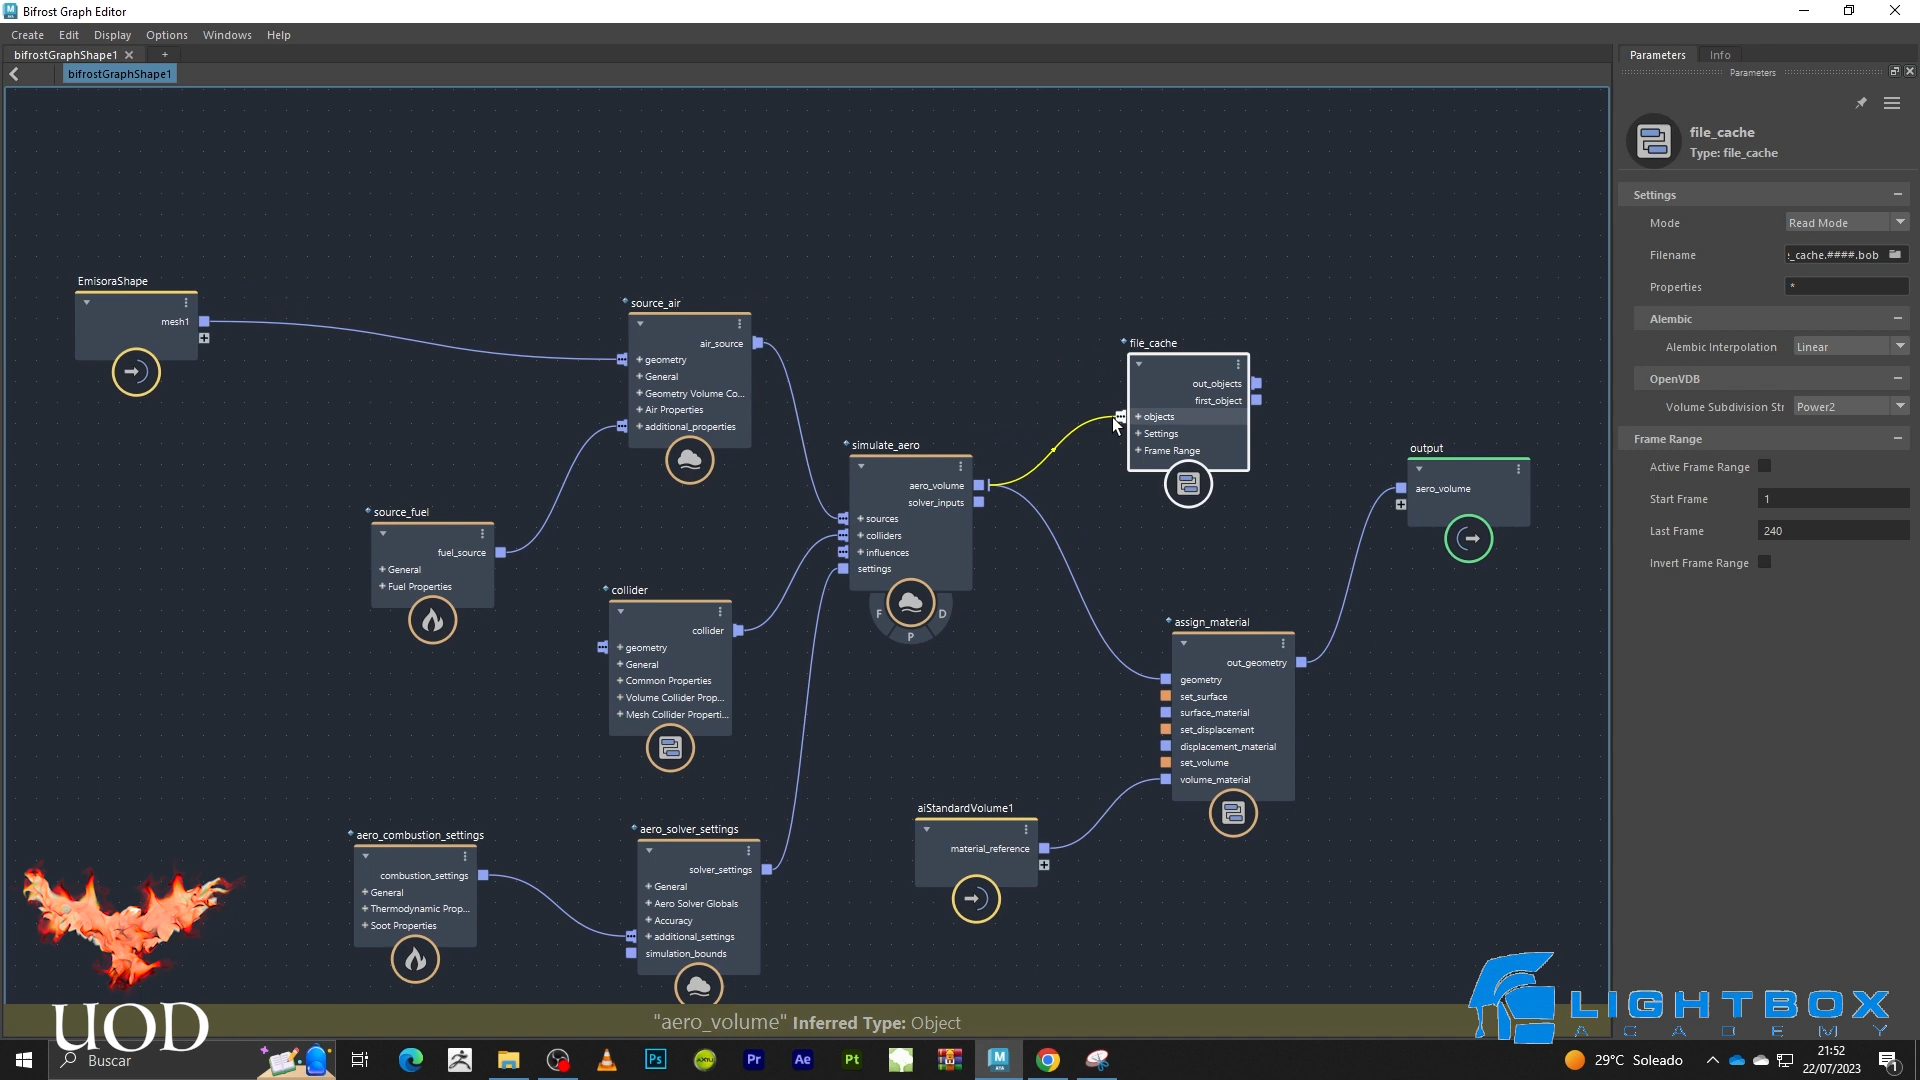 Bifrost Graph Editor
Create Edit Display Options Windows Help
bifrostGraphShape1
bifrostGraphShape1
EmisoraShape
mesh1
source_air
air_source
geometry
General
Geometry Volume Co...
Air Properties
additional_properties
source_fuel
fuel_source
General
Fuel Properties
collider
collider
geometry
General
Common Properties
Volume Collider Prop...
Mesh Collider Properti...
simulate_aero
aero_volume
solver_inputs
sources
colliders
influences
settings
F
D
P
file_cache
out_objects
first_object
objects
Settings
Frame Range
output
aero_volume
assign_material
out_geometry
geometry
set_surface
surface_material
set_displacement
displacement_material
set_volume
volume_material
aiStandardVolume1
material_reference
aero_combustion_settings
combustion_settings
General
Thermodynamic Prop...
Soot Properties
aero_solver_settings
solver_settings
General
Aero Solver Globals
Accuracy
additional_settings
simulation_bounds
"aero_volume" Inferred Type: Object
Parameters Info
Parameters
file_cache
Type: file_cache
Settings
Mode Read Mode
Filename :_cache.####.bob
Properties *
Alembic
Alembic Interpolation Linear
OpenVDB
Volume Subdivision Str Power2
Frame Range
Active Frame Range
Start Frame 1
Last Frame 240
Invert Frame Range
UOD
LIGHTBOX
ACADEMY
Buscar
Ps
Pr
Ae
Pt
M
29°C Soleado
21:52
22/07/2023
1